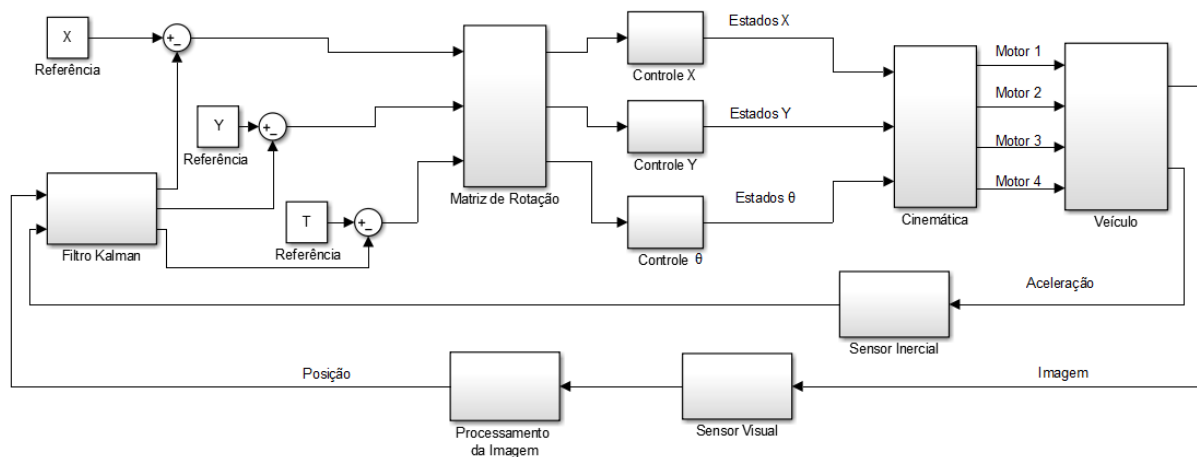 X
Referência
+
−
Y
Referência
+
−
T
Referência
+
−
Filtro Kalman
Matriz de Rotação
Controle X
Controle Y
Controle θ
Estados X
Estados Y
Estados θ
Cinemática
Motor 1
Motor 2
Motor 3
Motor 4
Veículo
Aceleração
Sensor Inercial
Posição
Imagem
Processamento
da Imagem
Sensor Visual